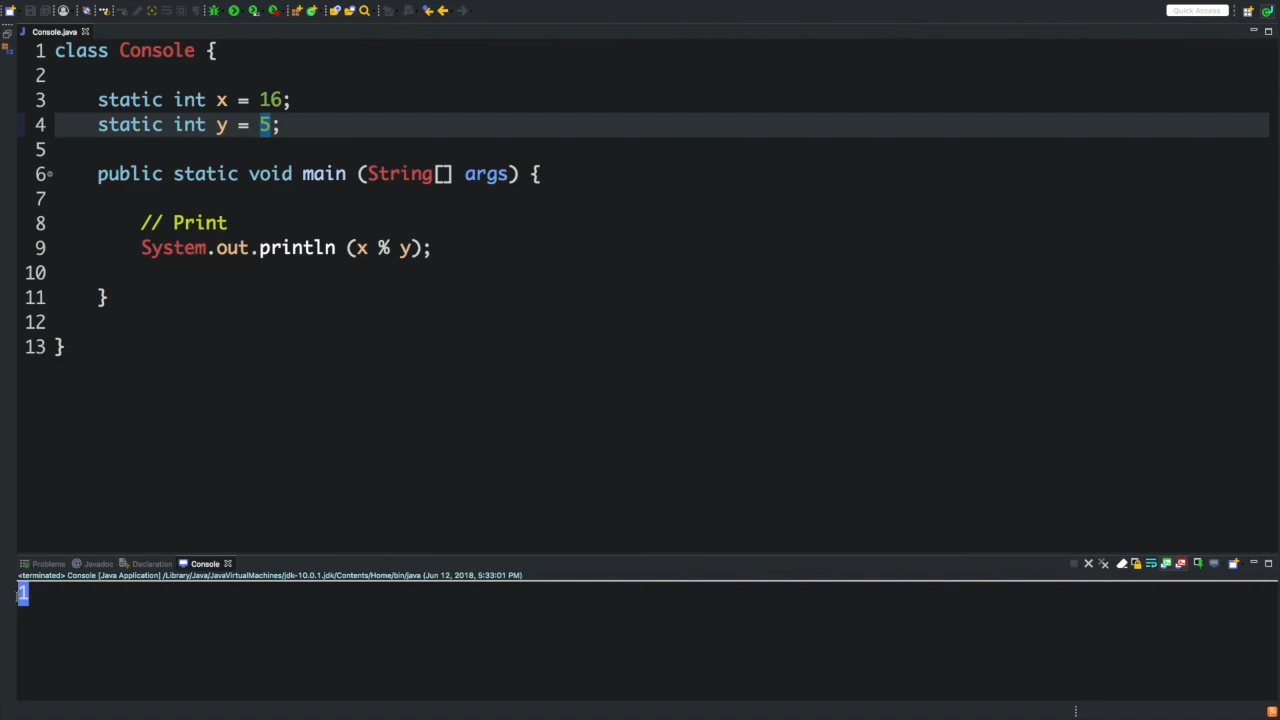 Quick Access
Console.java
1 class Console {
2
3 static int x = 16;
4 static int y = 5;
5
6 public static void main (String[] args) {
7
8 // Print
9 System.out.println (x % y);
10
11 }
12
13 }
Problems @ Javadoc Declaration Console
<terminated> Console [Java Application] /Library/Java/JavaVirtualMachines/jdk-10.0.1.jdk/Contents/Home/bin/java (Jun 12, 2018, 5:33:01 PM)
1